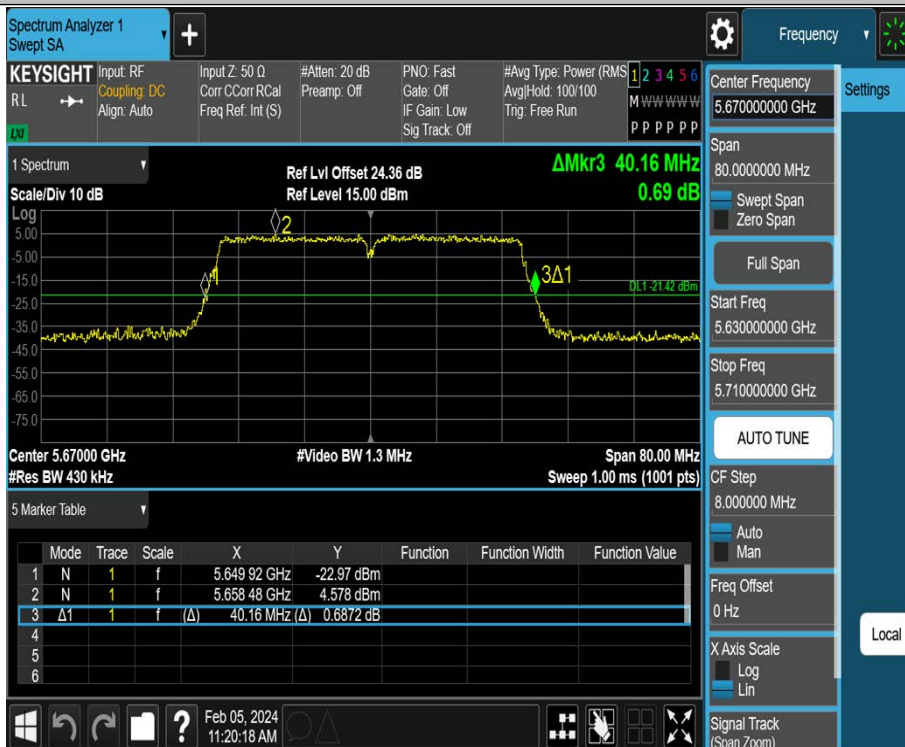 Spectrum Analyzer 1
Swept SA
+
Frequency
KEYSIGHT
RL
LXI
Input: RF
Coupling: DC
Align: Auto
Input Z: 50 Ω
Corr CCorr RCal
Freq Ref: Int (S)
#Atten: 20 dB
Preamp: Off
PNO: Fast
Gate: Off
IF Gain: Low
Sig Track: Off
#Avg Type: Power (RMS
Avg|Hold: 100/100
Trig: Free Run
1 2 3 4 5 6
M W W W W W
P P P P P P
1 Spectrum
Scale/Div 10 dB
Ref Lvl Offset 24.36 dB
Ref Level 15.00 dBm
ΔMkr3 40.16 MHz
0.69 dB
Log
5.00
-5.00
-15.0
-25.0
-35.0
-45.0
-55.0
-65.0
-75.0
2
1
3Δ1
DL1 -21.42 dBm
Center 5.67000 GHz
#Res BW 430 kHz
#Video BW 1.3 MHz
Span 80.00 MHz
Sweep 1.00 ms (1001 pts)
5 Marker Table
Mode Trace Scale X Y Function Function Width Function Value
1 N 1 f 5.649 92 GHz -22.97 dBm
2 N 1 f 5.658 48 GHz 4.578 dBm
3 Δ1 1 f (Δ) 40.16 MHz (Δ) 0.6872 dB
4
5
6
?
Feb 05, 2024
11:20:18 AM
Center Frequency
5.670000000 GHz
Span
80.0000000 MHz
Swept Span
Zero Span
Full Span
Start Freq
5.630000000 GHz
Stop Freq
5.710000000 GHz
AUTO TUNE
CF Step
8.000000 MHz
Auto
Man
Freq Offset
0 Hz
X Axis Scale
Log
Lin
Signal Track
(Span Zoom)
Settings
Local